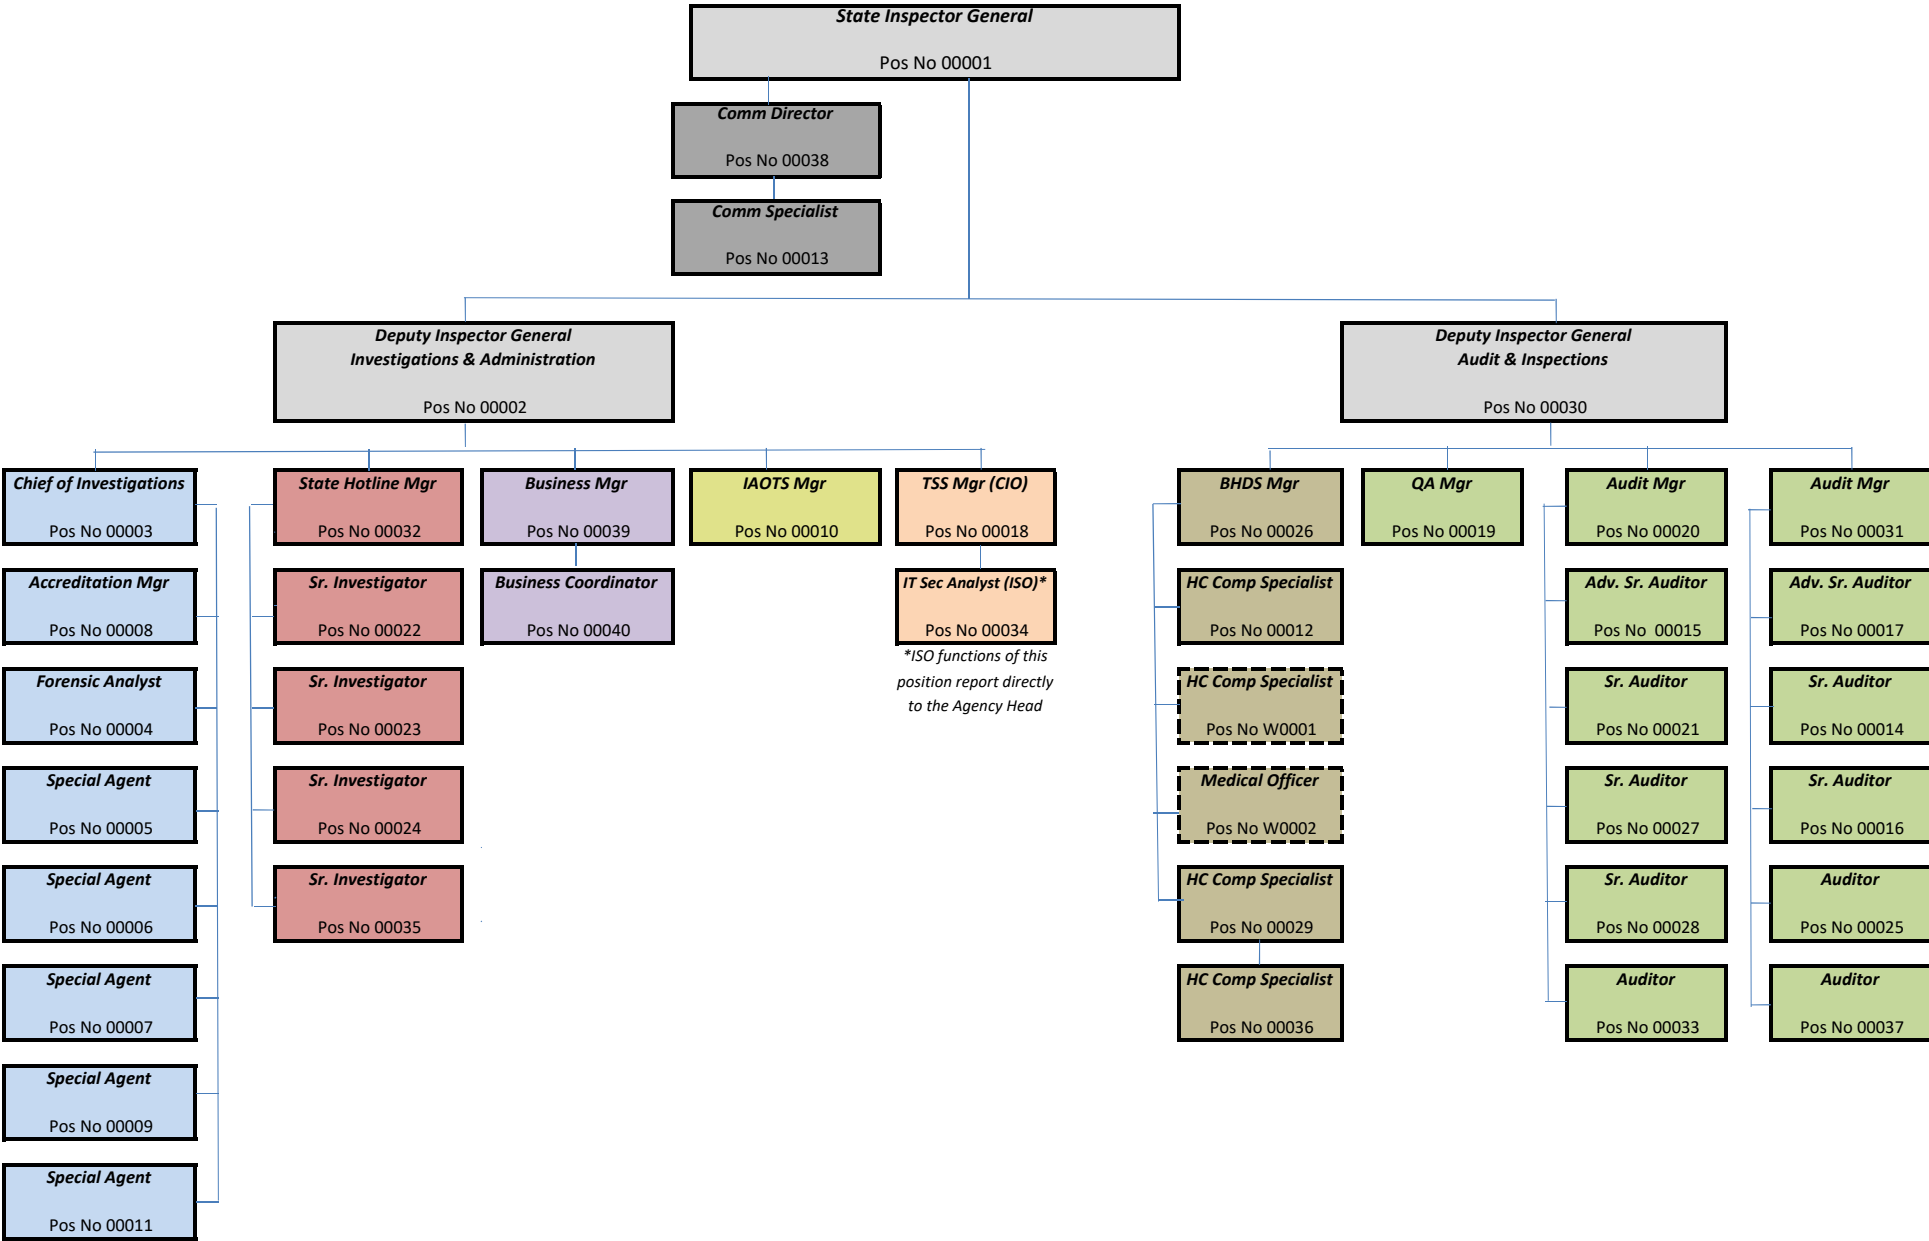 State Inspector General
Pos No 00001
Comm Director
Pos No 00038
Comm Specialist
Pos No 00013
Deputy Inspector General
Investigations & Administration
Pos No 00002
Deputy Inspector General
Audit & Inspections
Pos No 00030
Chief of Investigations
Pos No 00003
Accreditation Mgr
Pos No 00008
Forensic Analyst
Pos No 00004
Special Agent
Pos No 00005
Special Agent
Pos No 00006
Special Agent
Pos No 00007
Special Agent
Pos No 00009
Special Agent
Pos No 00011
State Hotline Mgr
Pos No 00032
Sr. Investigator
Pos No 00022
Sr. Investigator
Pos No 00023
Sr. Investigator
Pos No 00024
Sr. Investigator
Pos No 00035
Business Mgr
Pos No 00039
Business Coordinator
Pos No 00040
IAOTS Mgr
Pos No 00010
TSS Mgr (CIO)
Pos No 00018
IT Sec Analyst (ISO)*
Pos No 00034
*ISO functions of this
position report directly
to the Agency Head
BHDS Mgr
Pos No 00026
HC Comp Specialist
Pos No 00012
HC Comp Specialist
Pos No W0001
Medical Officer
Pos No W0002
HC Comp Specialist
Pos No 00029
HC Comp Specialist
Pos No 00036
QA Mgr
Pos No 00019
Audit Mgr
Pos No 00020
Adv. Sr. Auditor
Pos No  00015
Sr. Auditor
Pos No 00021
Sr. Auditor
Pos No 00027
Sr. Auditor
Pos No 00028
Auditor
Pos No 00033
Audit Mgr
Pos No 00031
Adv. Sr. Auditor
Pos No 00017
Sr. Auditor
Pos No 00014
Sr. Auditor
Pos No 00016
Auditor
Pos No 00025
Auditor
Pos No 00037